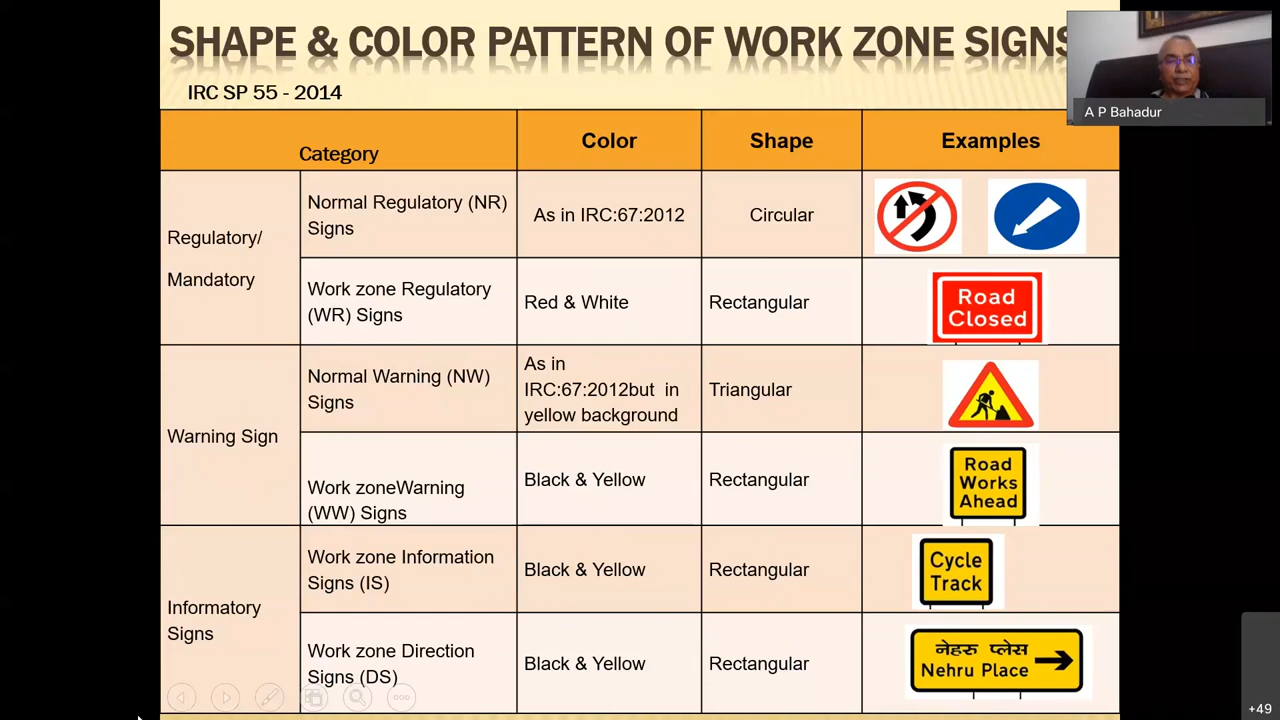 SHAPE & COLOR PATTERN OF WORK ZONE SIGNS
A P Bahadur
IRC SP 55 - 2014
Category
Color
Shape
Examples
Regulatory/
Mandatory
Normal Regulatory (NR)
Signs
As in IRC:67:2012
Circular
Work zone Regulatory
(WR) Signs
Red & White
Rectangular
Road
Closed
Warning Sign
Normal Warning (NW)
Signs
As in
IRC:67:2012but in
yellow background
Triangular
Work zoneWarning
(WW) Signs
Black & Yellow
Rectangular
Road
Works
Ahead
Informatory
Signs
Work zone Information
Signs (IS)
Black & Yellow
Rectangular
Cycle
Track
Work zone Direction
Signs (DS)
Black & Yellow
Rectangular
नेहरु प्लेस
Nehru Place
+49